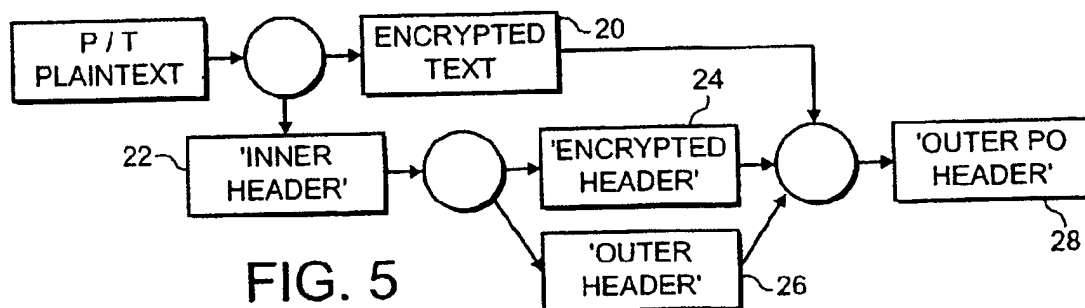 P / T
PLAINTEXT
ENCRYPTED
TEXT
20
22
'INNER
HEADER'
24
'ENCRYPTED
HEADER'
'OUTER PO
HEADER'
28
'OUTER
HEADER'
26
FIG. 5